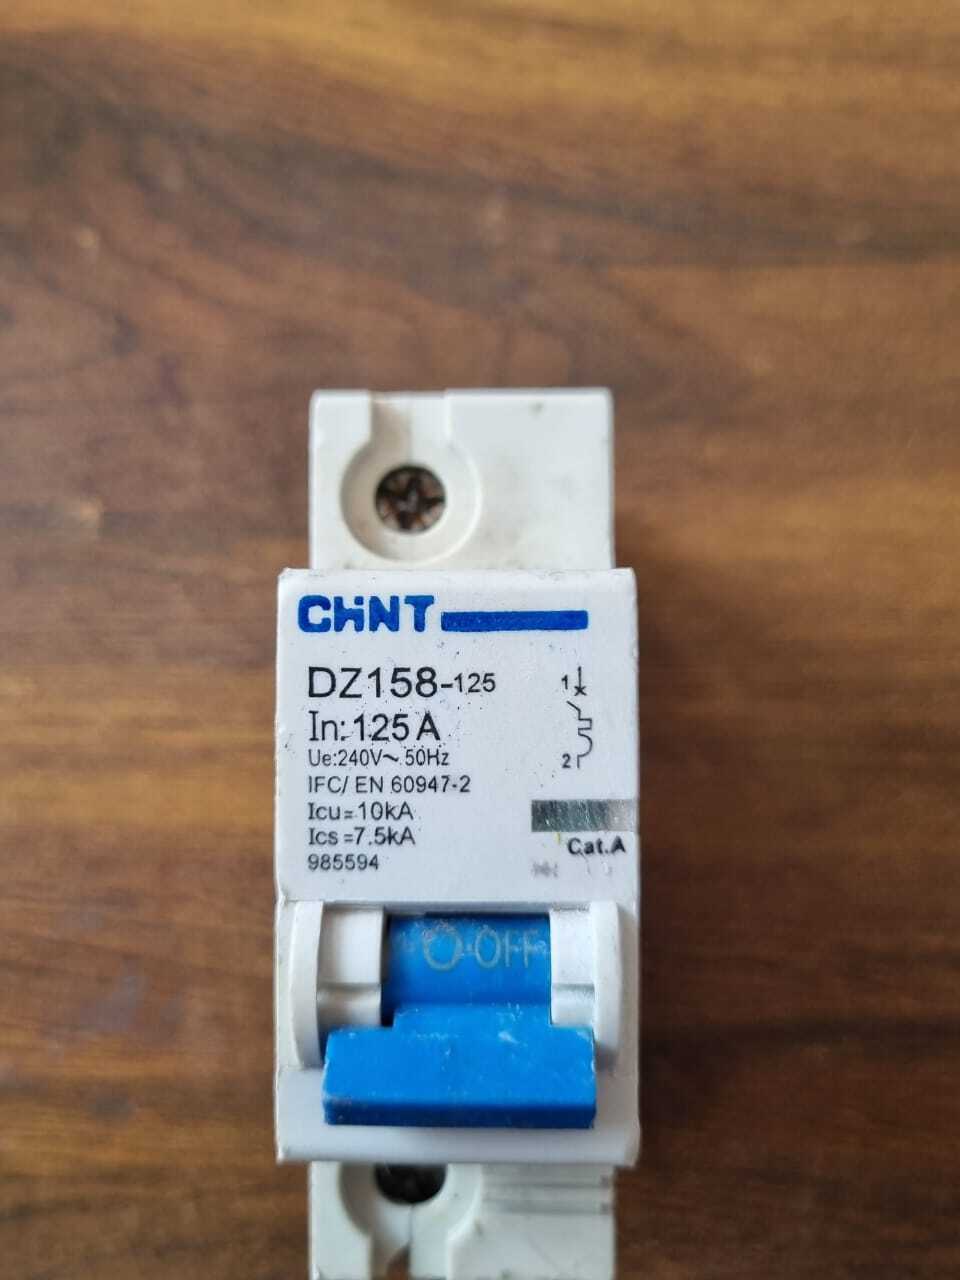 CHNT
DZ158-125
In:125A
Ue:240V~ 50Hz
IFC/ EN 60947-2
Icu=10kA
Ics=7.5kA
985594
1
2
Cat.A
O-OFF